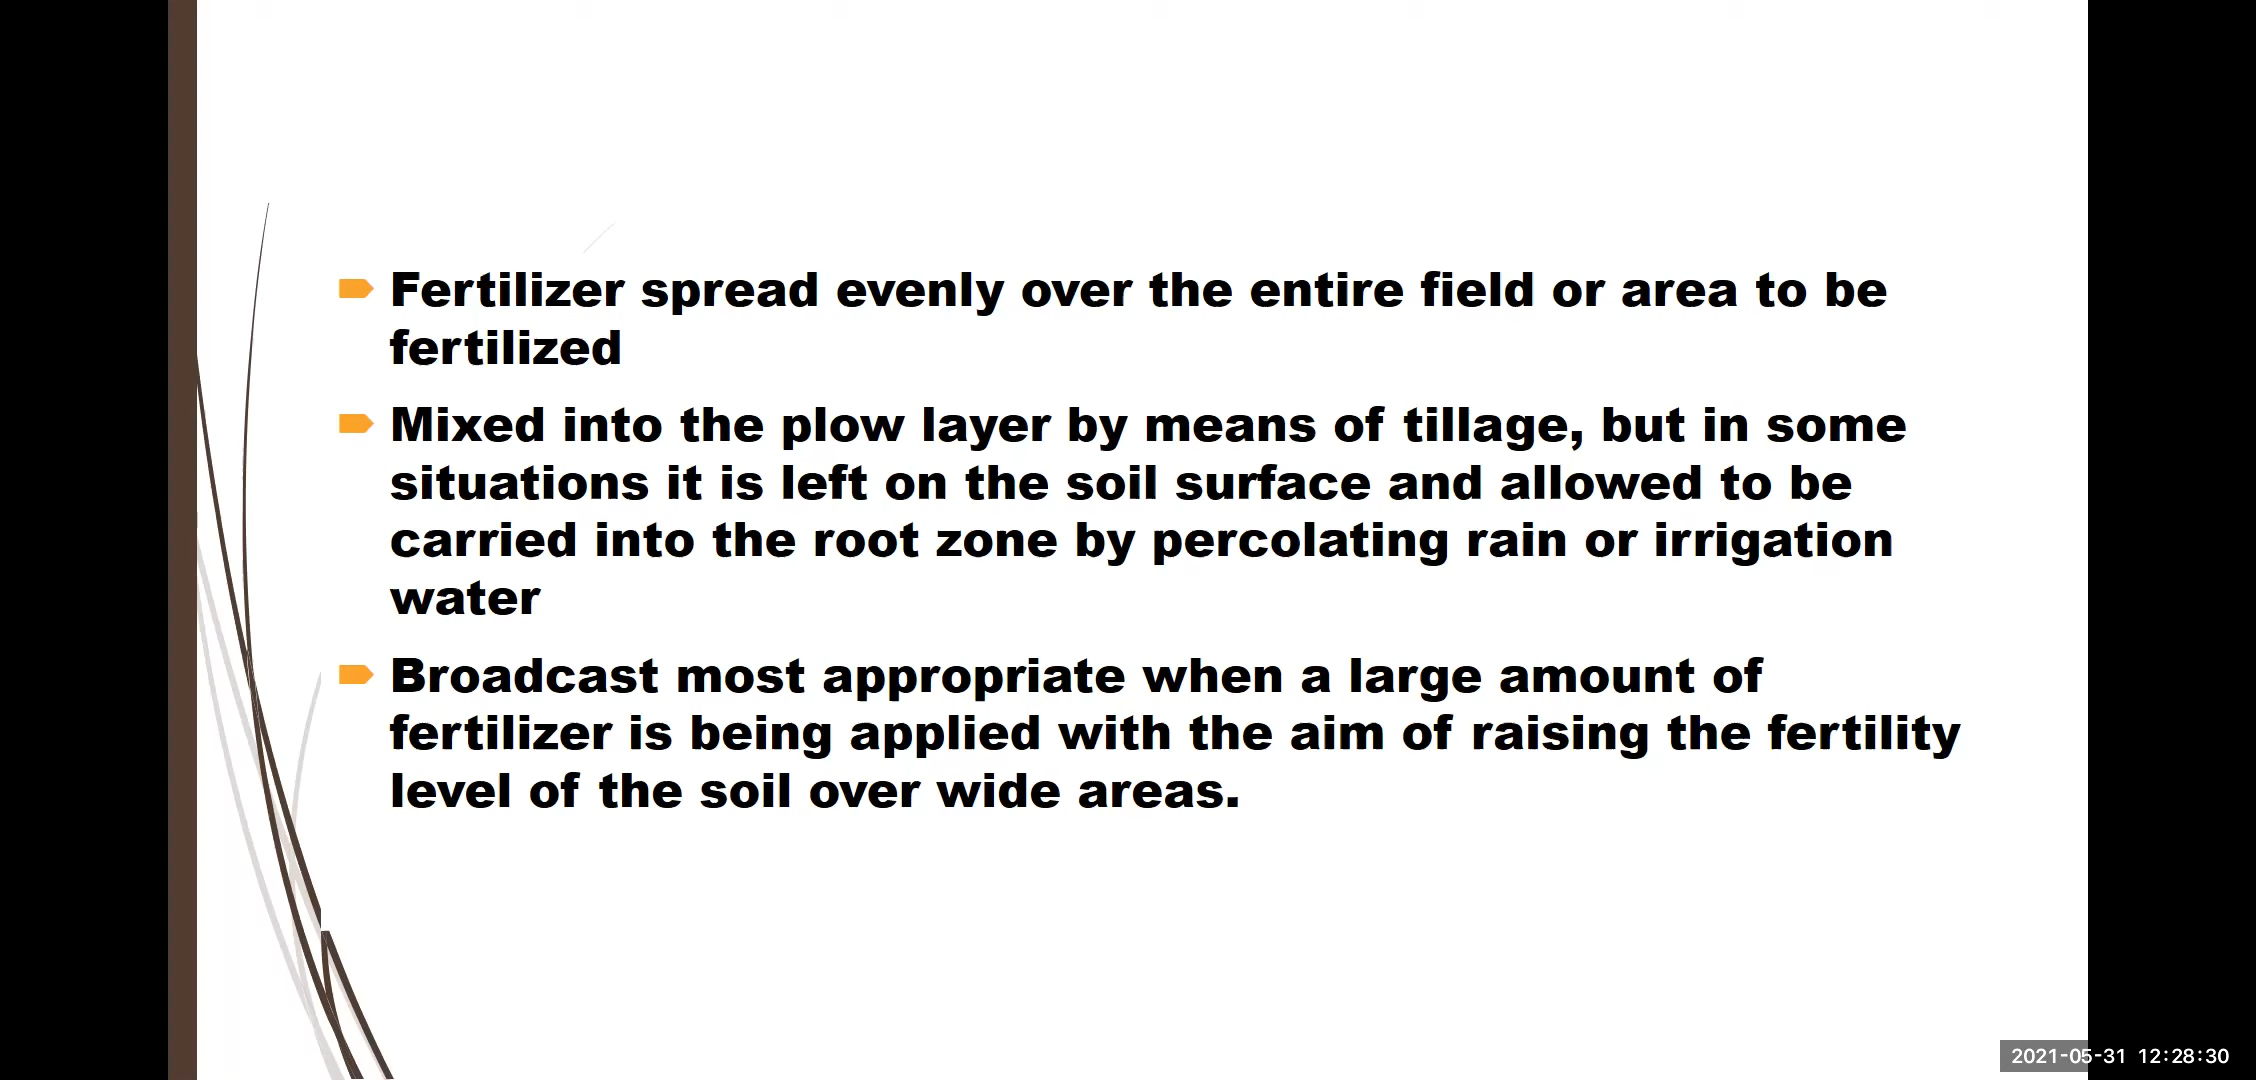 Fertilizer spread evenly over the entire field or area to be
fertilized
Mixed into the plow layer by means of tillage, but in some
situations it is left on the soil surface and allowed to be
carried into the root zone by percolating rain or irrigation
water
Broadcast most appropriate when a large amount of
fertilizer is being applied with the aim of raising the fertility
level of the soil over wide areas.
2021-05-31 12:28:30